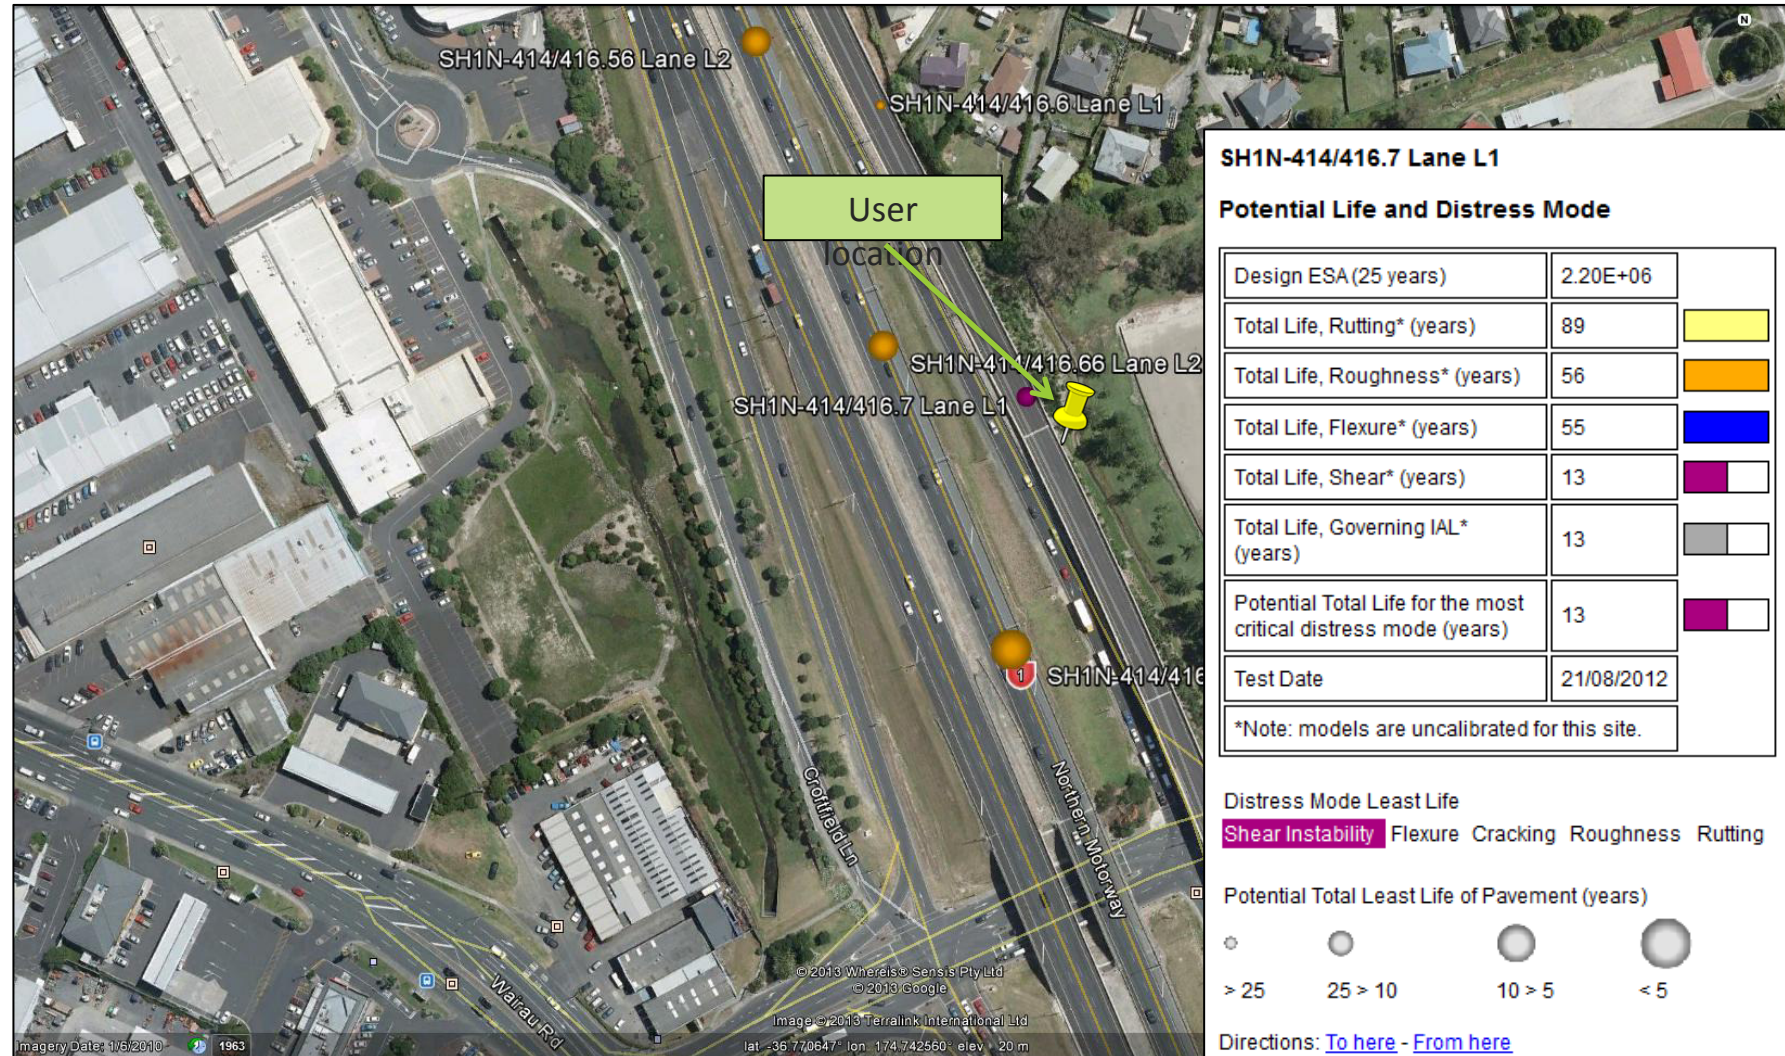 SH1N-414/416.56 Lane L2
SH1N-414/416.6 Lane L1
N
User
location
SH1N-414/416.66 Lane L2
SH1N-414/416.7 Lane L1
1
SH1N-414/416
Croftfield Ln
Northern Motorway
Wairau Rd
© 2013 Whereis® Sensis Pty Ltd
© 2013 Google
Image © 2013 Terralink International Ltd
Imagery Date: 1/6/2010
1963
lat -36.770647° lon 174.742560° elev 20 m
SH1N-414/416.7 Lane L1
Potential Life and Distress Mode
Design ESA (25 years) 2.20E+06
Total Life, Rutting* (years) 89
Total Life, Roughness* (years) 56
Total Life, Flexure* (years) 55
Total Life, Shear* (years) 13
Total Life, Governing IAL*
(years) 13
Potential Total Life for the most
critical distress mode (years) 13
Test Date 21/08/2012
*Note: models are uncalibrated for this site.
Distress Mode Least Life
Shear Instability Flexure Cracking Roughness Rutting
Potential Total Least Life of Pavement (years)
> 25 25 > 10 10 > 5 < 5
Directions: To here - From here